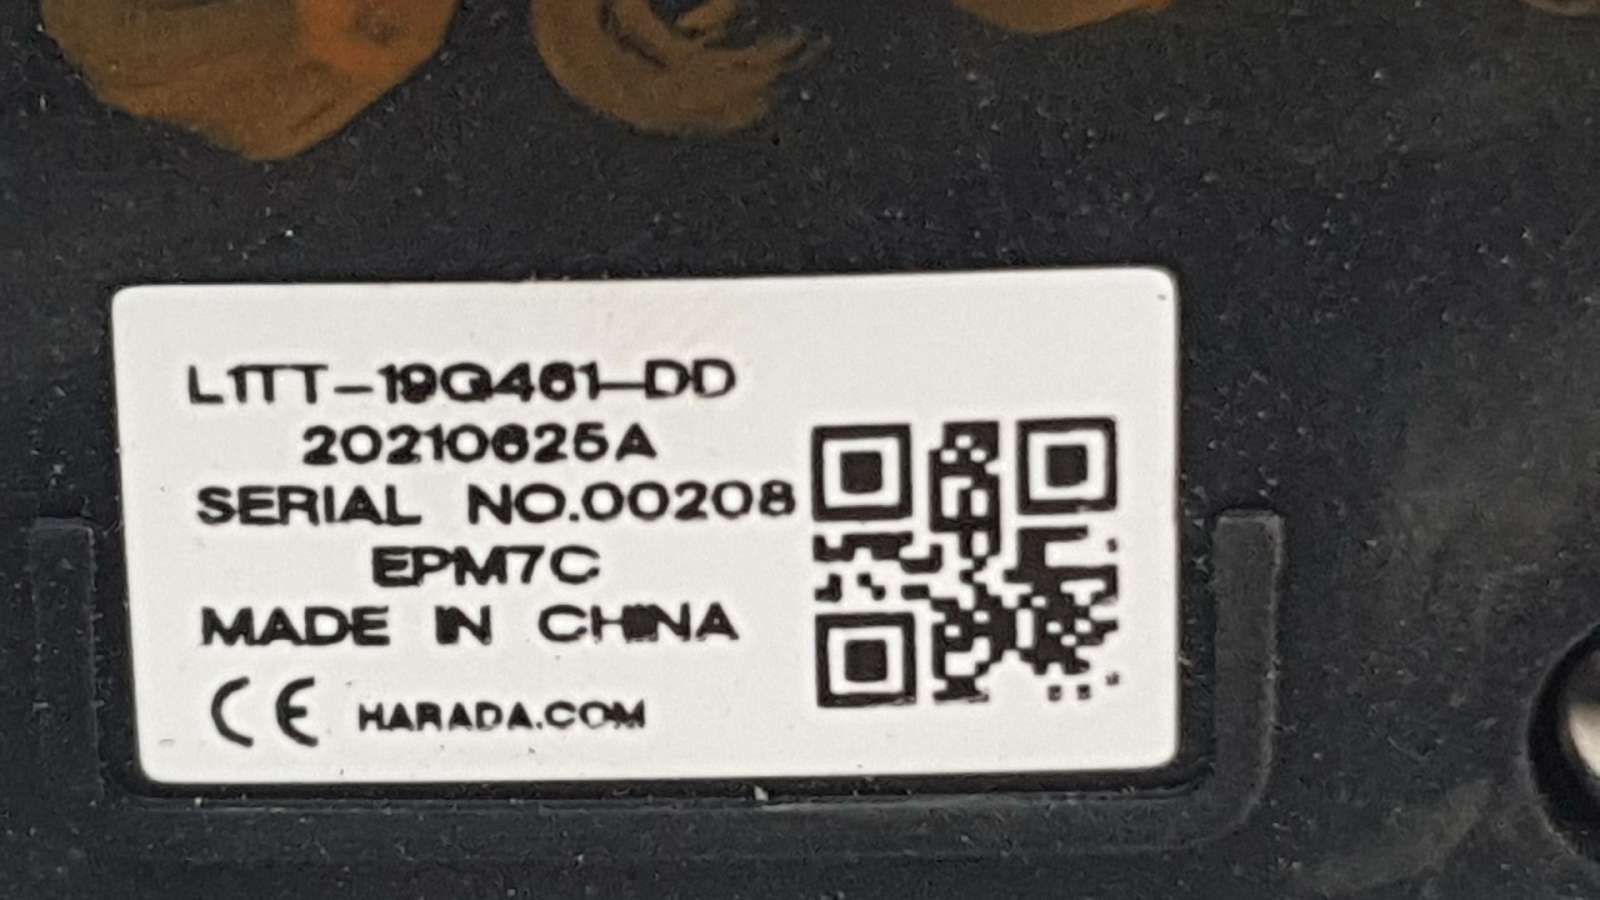 L1TT-19G461-DD
20210625A
SERIAL NO.00208
EPM7C
MADE IN CHINA
CE HARADA.COM